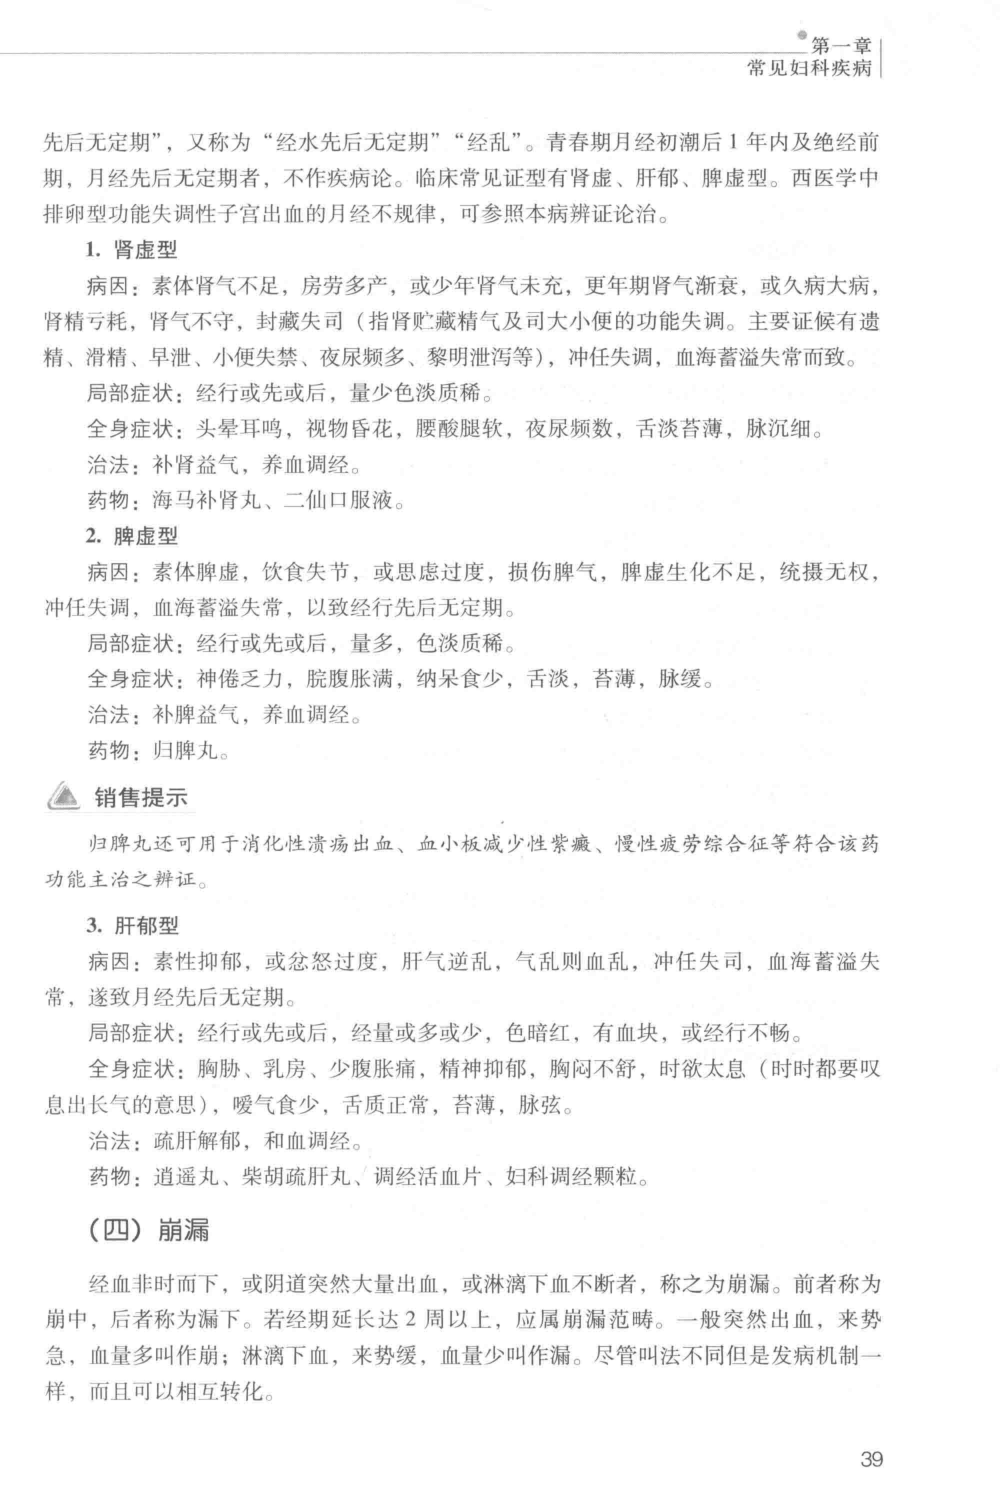 第一章
常见妇科疾病
先后无定期”，又称为“经水先后无定期”“经乱”。青春期月经初潮后1年内及绝经前
期，月经先后无定期者，不作疾病论。临床常见证型有肾虚、肝郁、脾虚型。西医学中
排卵型功能失调性子宫出血的月经不规律，可参照本病辨证论治。
1. 肾虚型
病因：素体肾气不足，房劳多产，或少年肾气未充，更年期肾气渐衰，或久病大病，
肾精亏耗，肾气不守，封藏失司（指肾贮藏精气及司大小便的功能失调。主要证候有遗
精、滑精、早泄、小便失禁、夜尿频多、黎明泄泻等），冲任失调，血海蓄溢失常而致。
局部症状：经行或先或后，量少色淡质稀。
全身症状：头晕耳鸣，视物昏花，腰酸腿软，夜尿频数，舌淡苔薄，脉沉细。
治法：补肾益气，养血调经。
药物：海马补肾丸、二仙口服液。
2. 脾虚型
病因：素体脾虚，饮食失节，或思虑过度，损伤脾气，脾虚生化不足，统摄无权，
冲任失调，血海蓄溢失常，以致经行先后无定期。
局部症状：经行或先或后，量多，色淡质稀。
全身症状：神倦乏力，脘腹胀满，纳呆食少，舌淡，苔薄，脉缓。
治法：补脾益气，养血调经。
药物：归脾丸。
销售提示
归脾丸还可用于消化性溃疡出血、血小板减少性紫癜、慢性疲劳综合征等符合该药
功能主治之辨证。
3. 肝郁型
病因：素性抑郁，或忿怒过度，肝气逆乱，气乱则血乱，冲任失司，血海蓄溢失
常，遂致月经先后无定期。
局部症状：经行或先或后，经量或多或少，色暗红，有血块，或经行不畅。
全身症状：胸胁、乳房、少腹胀痛，精神抑郁，胸闷不舒，时欲太息（时时都要叹
息出长气的意思），嗳气食少，舌质正常，苔薄，脉弦。
治法：疏肝解郁，和血调经。
药物：逍遥丸、柴胡疏肝丸、调经活血片、妇科调经颗粒。
（四）崩漏
经血非时而下，或阴道突然大量出血，或淋漓下血不断者，称之为崩漏。前者称为
崩中，后者称为漏下。若经期延长达2周以上，应属崩漏范畴。一般突然出血，来势
急，血量多叫作崩；淋漓下血，来势缓，血量少叫作漏。尽管叫法不同但是发病机制一
样，而且可以相互转化。
39